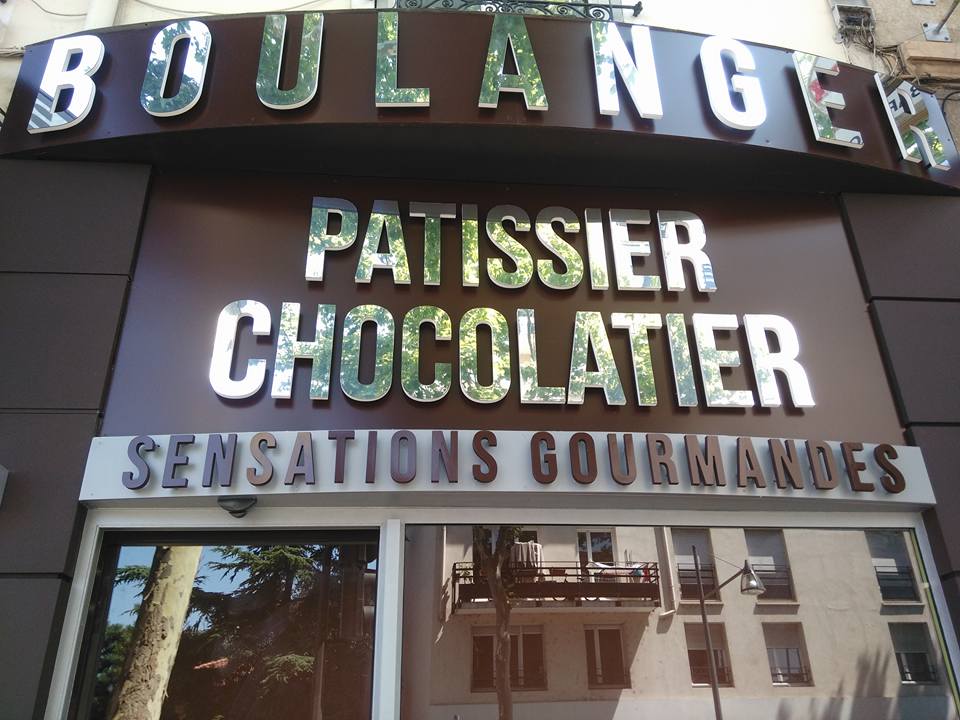 BOULANGER
PATISSIER
CHOCOLATIER
SENSATIONS GOURMANDES